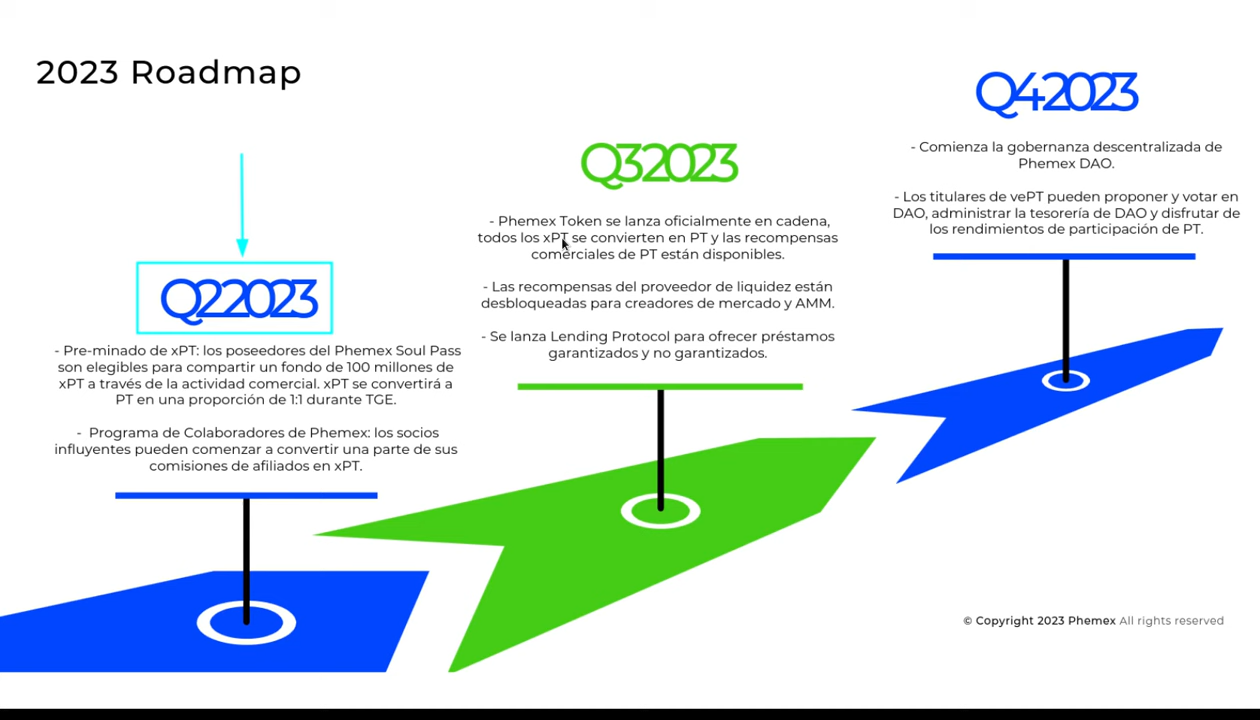 2023 Roadmap
Q22023
- Pre-minado de xPT: los poseedores del Phemex Soul Pass
son elegibles para compartir un fondo de 100 millones de
xPT a través de la actividad comercial. xPT se convertirá a
PT en una proporción de 1:1 durante TGE.
- Programa de Colaboradores de Phemex: los socios
influyentes pueden comenzar a convertir una parte de sus
comisiones de afiliados en xPT.
Q32023
- Phemex Token se lanza oficialmente en cadena,
todos los xPT se convierten en PT y las recompensas
comerciales de PT están disponibles.
- Las recompensas del proveedor de liquidez están
desbloqueadas para creadores de mercado y AMM.
- Se lanza Lending Protocol para ofrecer préstamos
garantizados y no garantizados.
Q42023
- Comienza la gobernanza descentralizada de
Phemex DAO.
- Los titulares de vePT pueden proponer y votar en
DAO, administrar la tesorería de DAO y disfrutar de
los rendimientos de participación de PT.
© Copyright 2023 Phemex All rights reserved